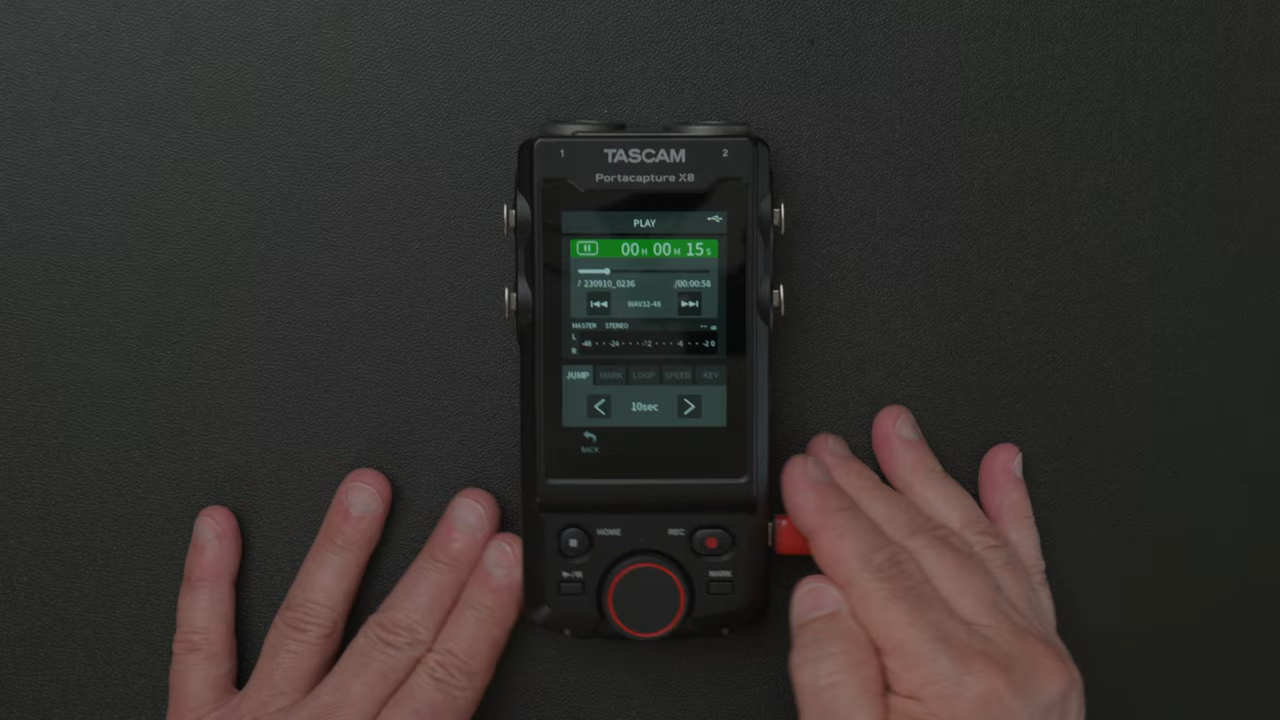 1 TASCAM 2
Portacapture X8
PLAY
00H 00M 15S
♪ 230910_0236 /00:00:58
WAV32-48
MASTER STEREO -- dB
L
-48 -24 -12 -6 -2 0
R
JUMP MARK LOOP SPEED KEY
< 10sec >
BACK
HOME REC
MARK